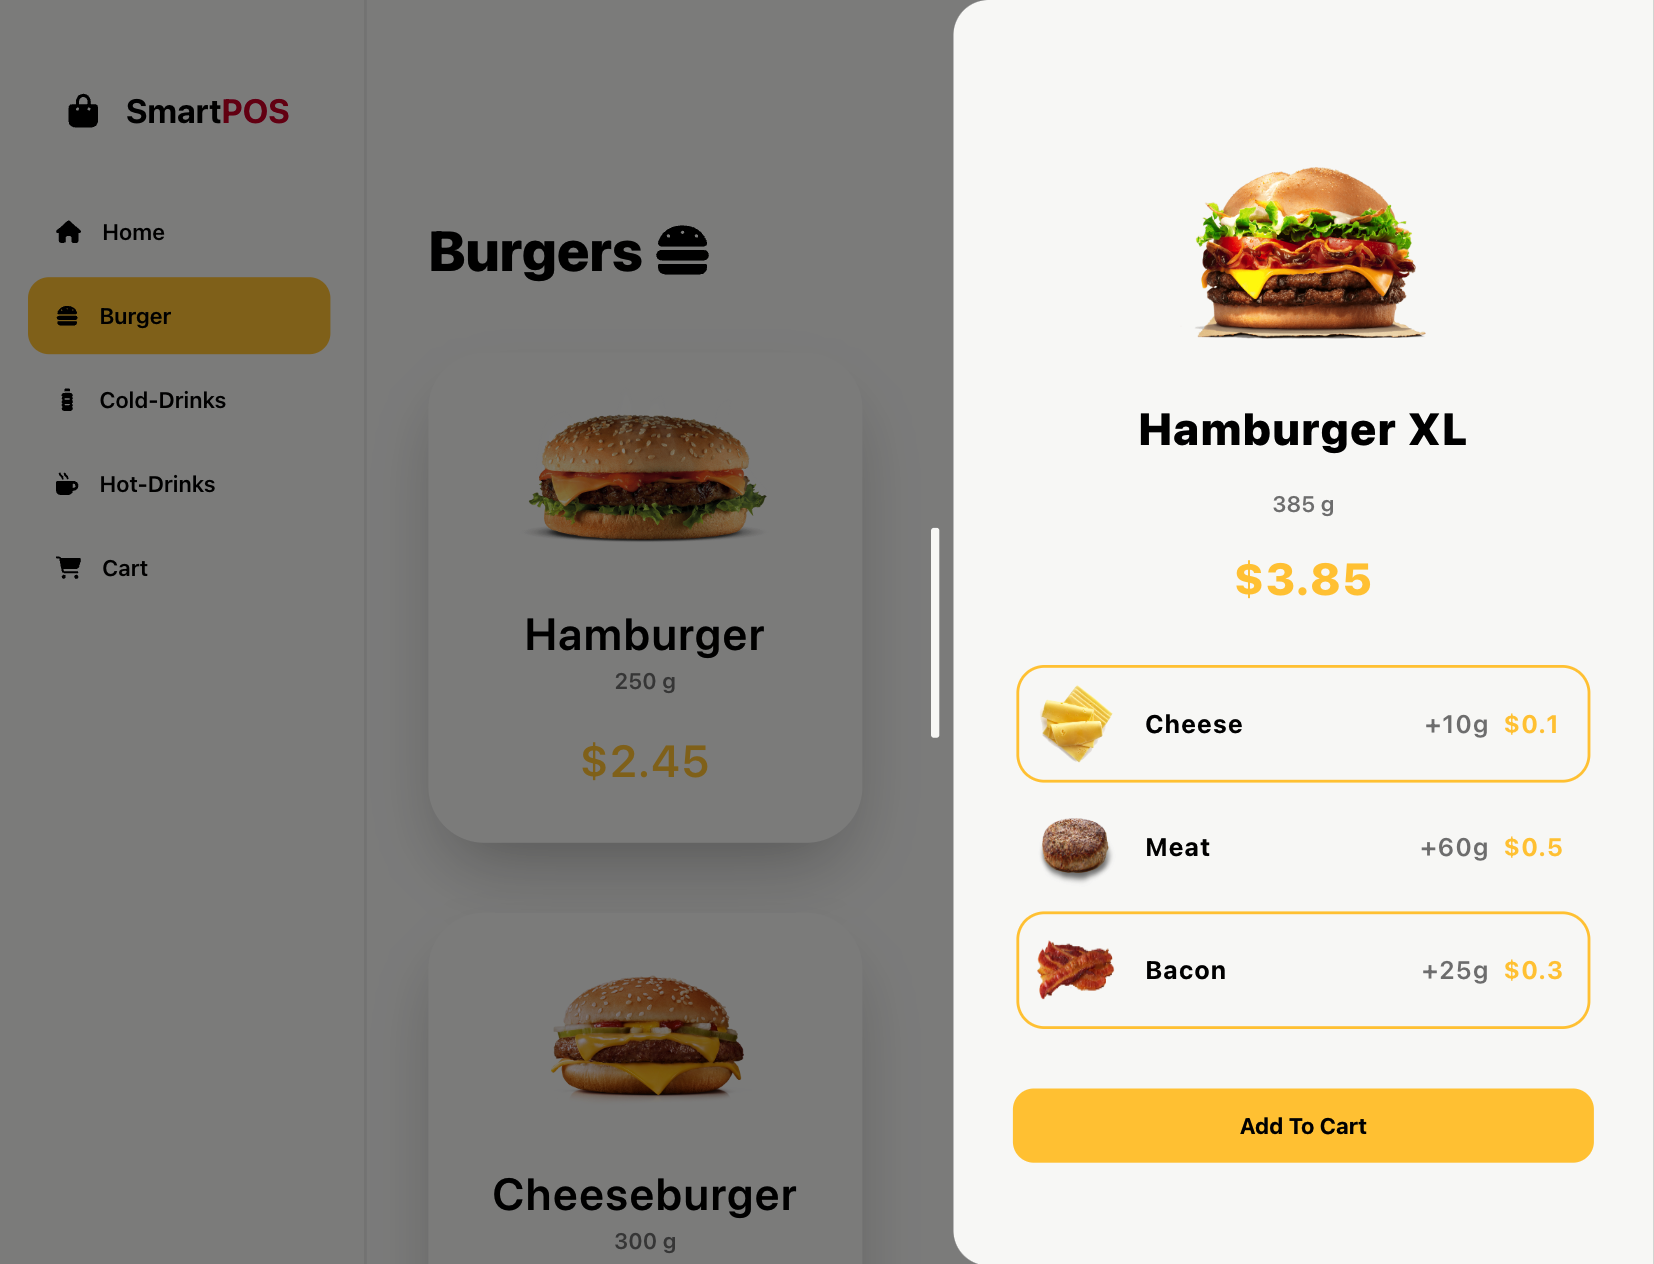 SmartPOS
Home
Burger
Cold-Drinks
Hot-Drinks
Cart
Burgers
Hamburger
250 g
$2.45
Cheeseburger
300 g
Hamburger XL
385 g
$3.85
Cheese +10g $0.1
Meat +60g $0.5
Bacon +25g $0.3
Add To Cart